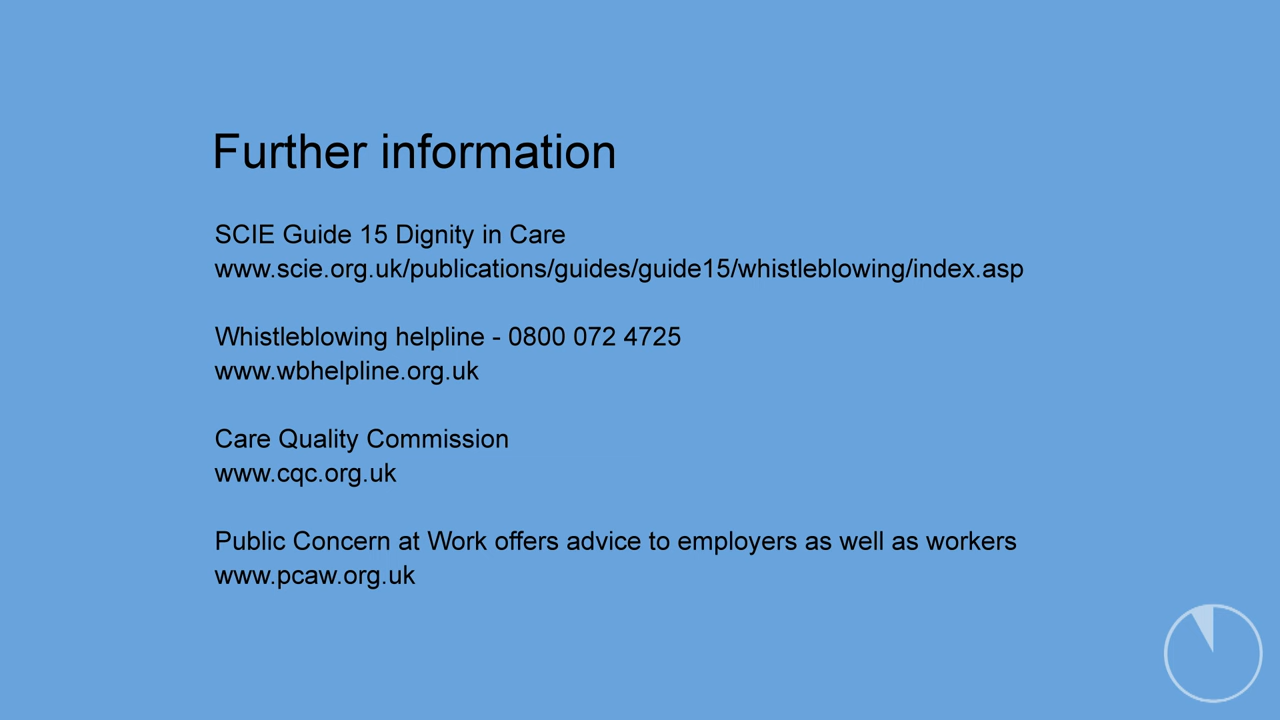 Further information
SCIE Guide 15 Dignity in Care
www.scie.org.uk/publications/guides/guide15/whistleblowing/index.asp
Whistleblowing helpline - 0800 072 4725
www.wbhelpline.org.uk
Care Quality Commission
www.cqc.org.uk
Public Concern at Work offers advice to employers as well as workers
www.pcaw.org.uk